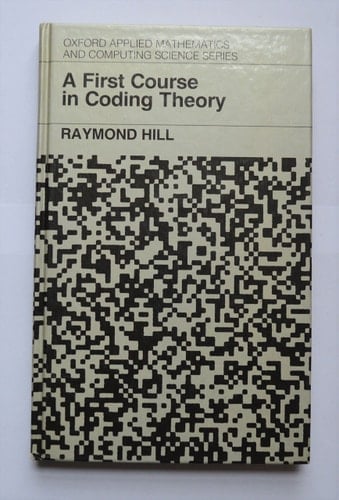 OXFORD APPLIED MATHEMATICS
AND COMPUTING SCIENCE SERIES
A First Course
in Coding Theory
RAYMOND HILL